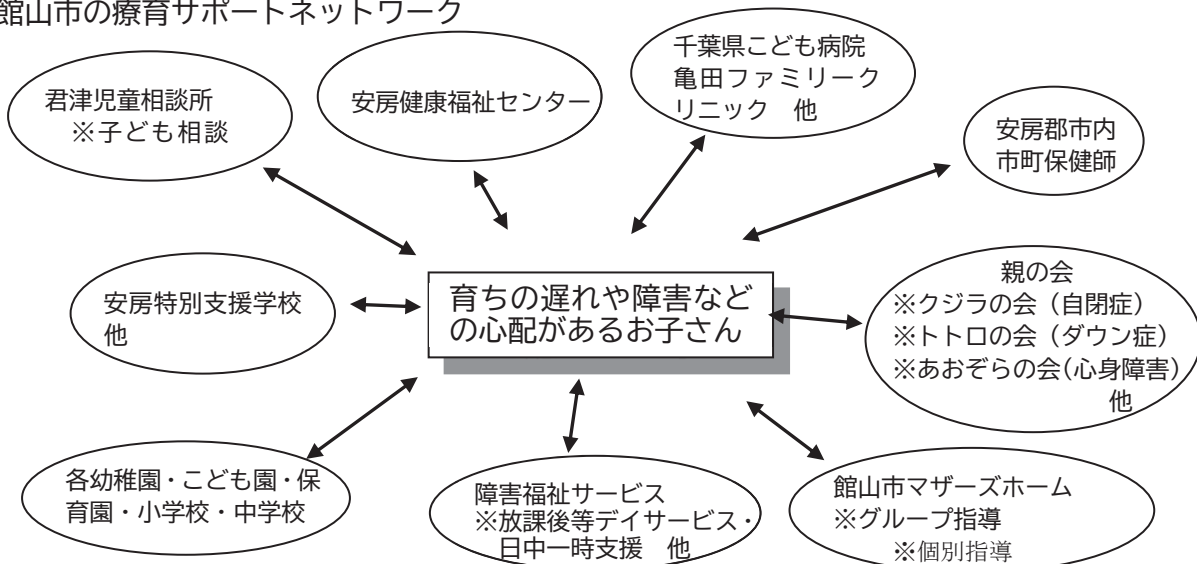 館山市の療育サポートネットワーク
君津児童相談所
※子ども相談
安房健康福祉センター
千葉県こども病院
亀田ファミリーク
リニック 他
安房郡市内
市町保健師
安房特別支援学校
他
育ちの遅れや障害など
の心配があるお子さん
親の会
※クジラの会(自閉症)
※トトロの会(ダウン症)
※あおぞらの会(心身障害)
他
各幼稚園・こども園・保
育園・小学校・中学校
障害福祉サービス
※放課後等デイサービス・
日中一時支援 他
館山市マザーズホーム
※グループ指導
※個別指導